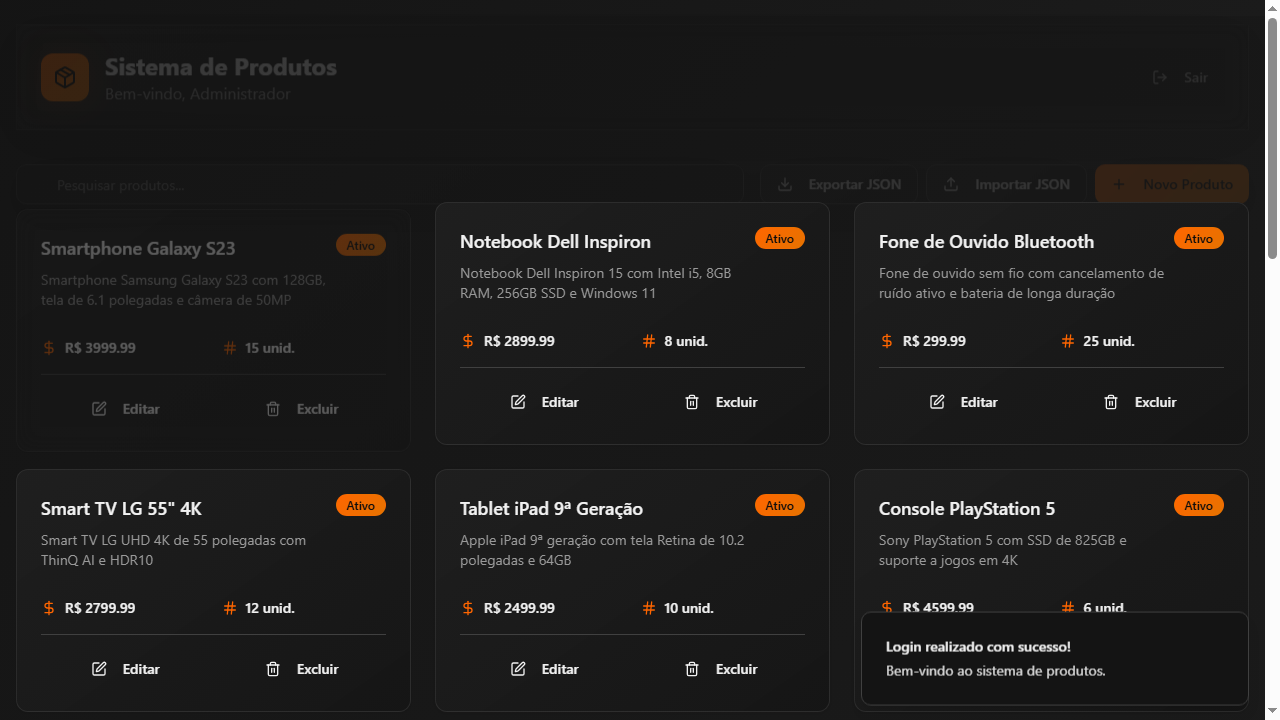 Sistema de Produtos
Bem-vindo, Administrador
Sair
Pesquisar produtos...
Exportar JSON
Importar JSON
Novo Produto
Smartphone Galaxy S23
Ativo
Smartphone Samsung Galaxy S23 com 128GB,
tela de 6.1 polegadas e câmera de 50MP
R$ 3999.99
15 unid.
Editar
Excluir
Notebook Dell Inspiron
Ativo
Notebook Dell Inspiron 15 com Intel i5, 8GB
RAM, 256GB SSD e Windows 11
R$ 2899.99
8 unid.
Editar
Excluir
Fone de Ouvido Bluetooth
Ativo
Fone de ouvido sem fio com cancelamento de
ruído ativo e bateria de longa duração
R$ 299.99
25 unid.
Editar
Excluir
Smart TV LG 55" 4K
Ativo
Smart TV LG UHD 4K de 55 polegadas com
ThinQ AI e HDR10
R$ 2799.99
12 unid.
Editar
Excluir
Tablet iPad 9ª Geração
Ativo
Apple iPad 9ª geração com tela Retina de 10.2
polegadas e 64GB
R$ 2499.99
10 unid.
Editar
Excluir
Console PlayStation 5
Ativo
Sony PlayStation 5 com SSD de 825GB e
suporte a jogos em 4K
R$ 4599.99
6 unid.
Login realizado com sucesso!
Bem-vindo ao sistema de produtos.